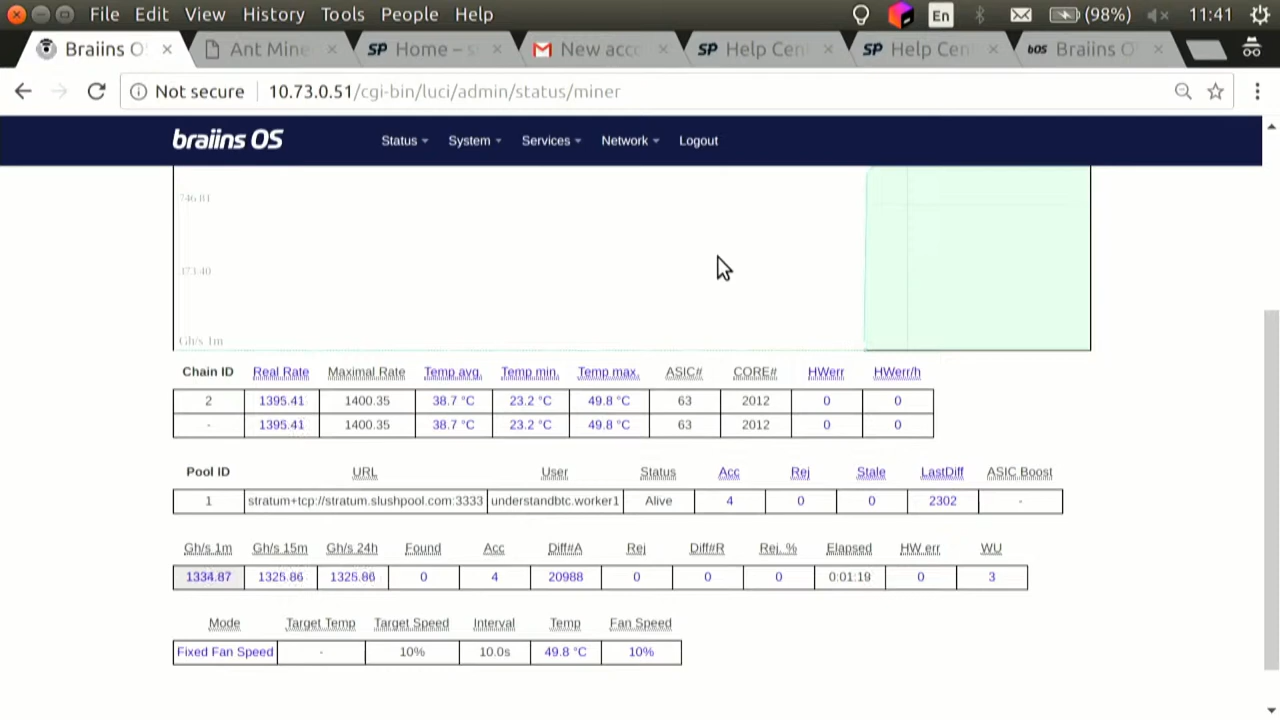 File Edit View History Tools People Help En (98%) 11:41
Braiins O Ant Mine SP Home – s New acc SP Help Cen SP Help Cen bOS Braiins O
Not secure 10.73.0.51/cgi-bin/luci/admin/status/miner
braiins OS Status System Services Network Logout
746.81
373.40
Gh/s 1m
Chain ID Real Rate Maximal Rate Temp avg. Temp min. Temp max. ASIC# CORE# HWerr HWerr/h
2 1395.41 1400.35 38.7 °C 23.2 °C 49.8 °C 63 2012 0 0
- 1395.41 1400.35 38.7 °C 23.2 °C 49.8 °C 63 2012 0 0
Pool ID URL User Status Acc Rej Stale LastDiff ASIC Boost
1 stratum+tcp://stratum.slushpool.com:3333 understandbtc.worker1 Alive 4 0 0 2302 -
Gh/s 1m Gh/s 15m Gh/s 24h Found Acc Diff#A Rej Diff#R Rej. % Elapsed HW err WU
1334.87 1325.86 1325.86 0 4 20988 0 0 0 0:01:19 0 3
Mode Target Temp Target Speed Interval Temp Fan Speed
Fixed Fan Speed - 10% 10.0s 49.8 °C 10%